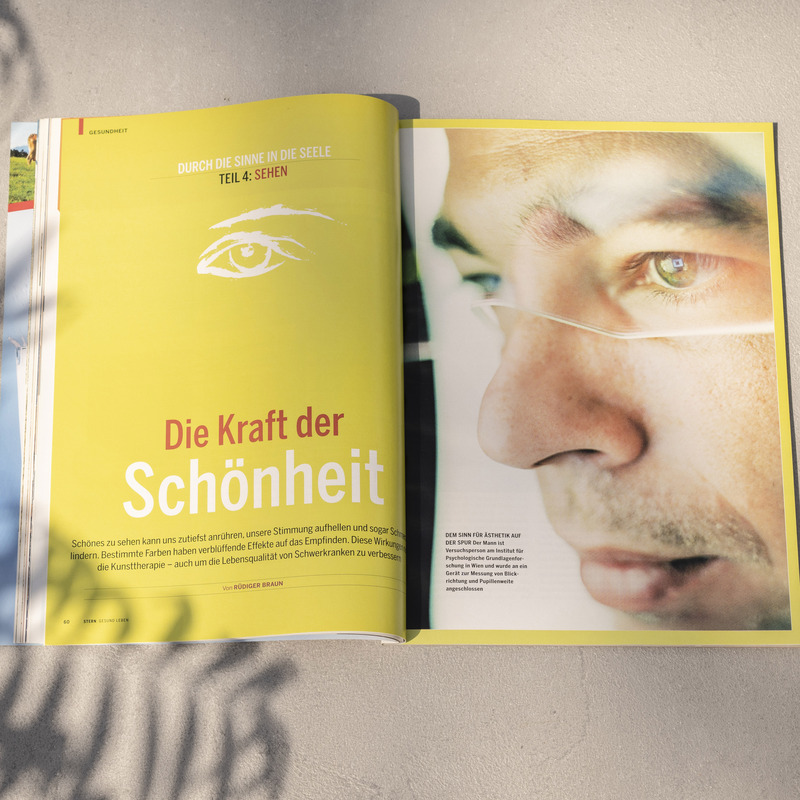 GESUNDHEIT
DURCH DIE SINNE IN DIE SEELE
TEIL 4: SEHEN
Die Kraft der
Schönheit
Schönes zu sehen kann uns zutiefst anrühren, unsere Stimmung aufhellen und sogar
lindern. Bestimmte Farben haben verblüffende Effekte auf das Empfinden. Diese
die Kunsttherapie – auch um die Lebensqualität von Schwerkranken zu verbessern
Von RÜDIGER BRAUN
60 STERN GESUND LEBEN
DEM SINN FÜR ÄSTHETIK AUF
DER SPUR Der Mann ist
Versuchsperson am Institut für
Psychologische Grundlagenfor-
schung in Wien und wurde an ein
Gerät zur Messung von Blick-
richtung und Pupillenweite
angeschlossen